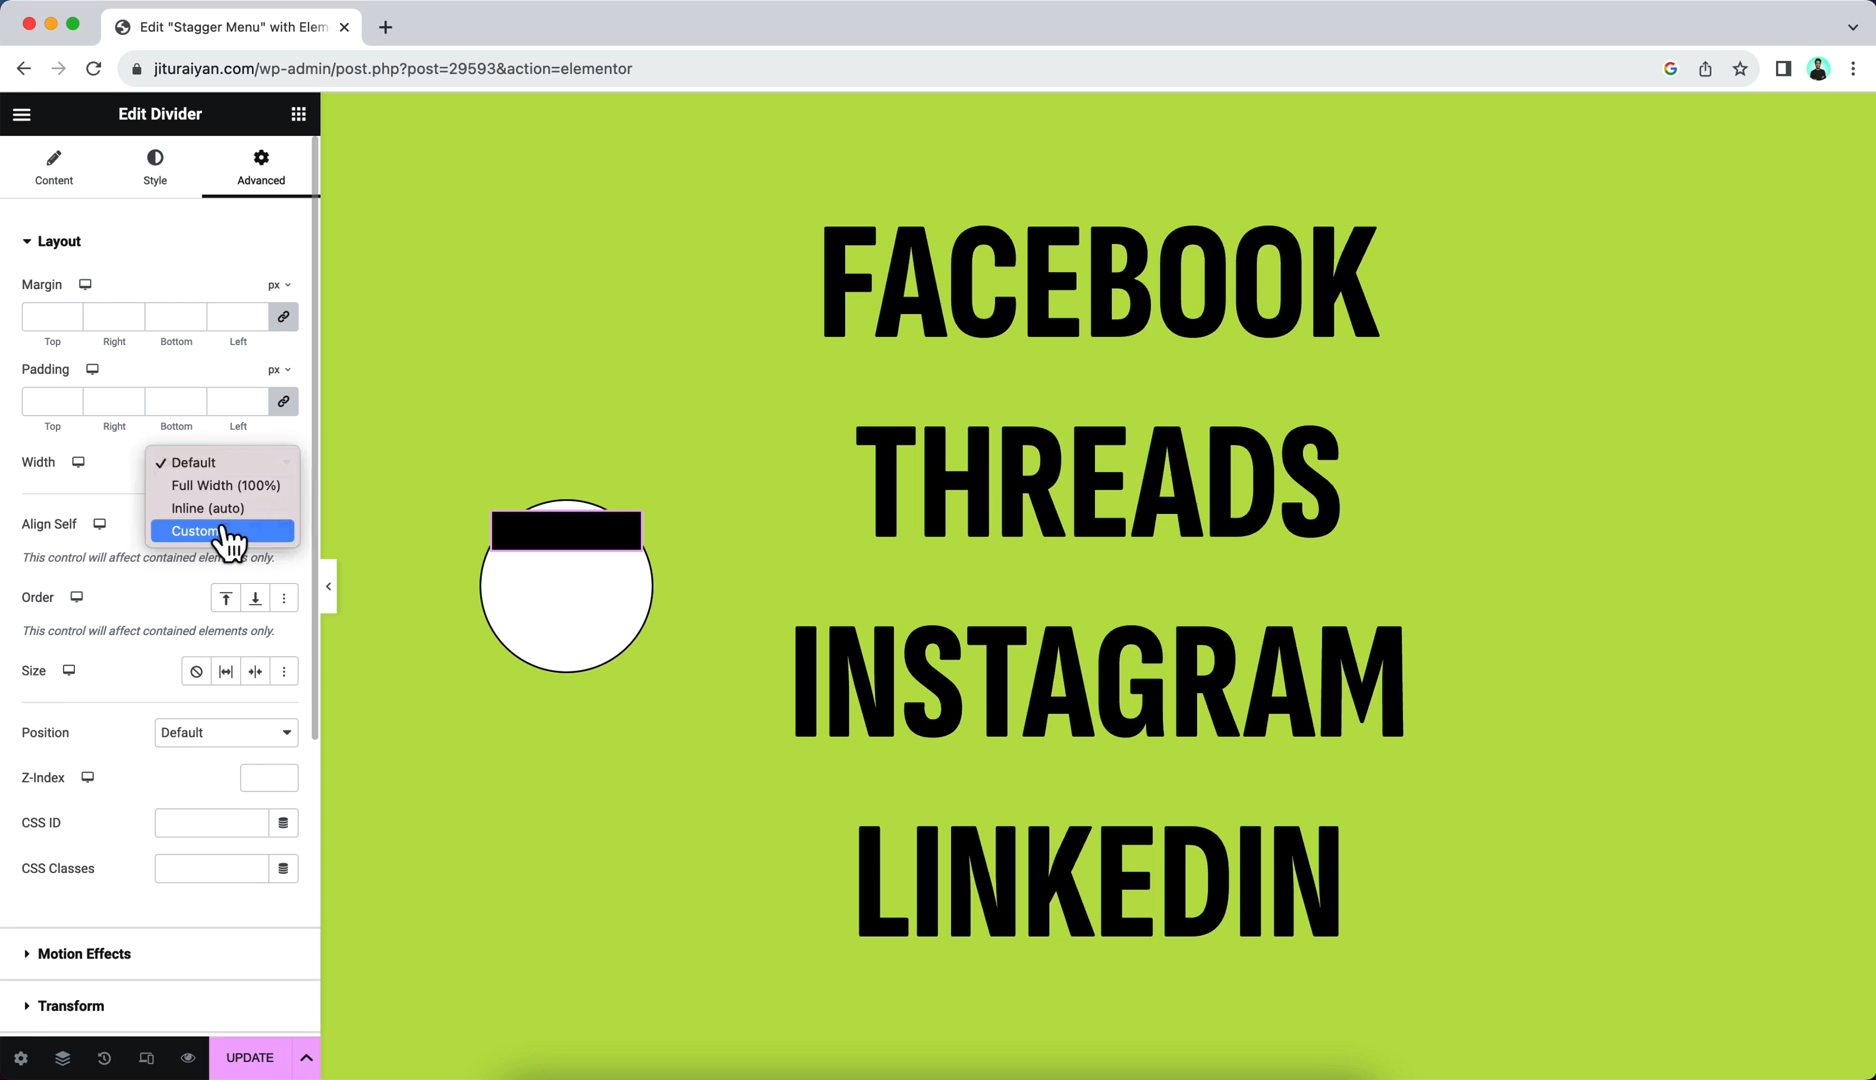 Edit "Stagger Menu" with Elem
jituraiyan.com/wp-admin/post.php?post=29593&action=elementor
Edit Divider
Content
Style
Advanced
Layout
Margin
px
Top
Right
Bottom
Left
Padding
px
Top
Right
Bottom
Left
Width
Default
Full Width (100%)
Inline (auto)
Custom
Align Self
This control will affect contained elements only.
Order
This control will affect contained elements only.
Size
Position
Default
Z-Index
CSS ID
CSS Classes
Motion Effects
Transform
UPDATE
FACEBOOK
THREADS
INSTAGRAM
LINKEDIN